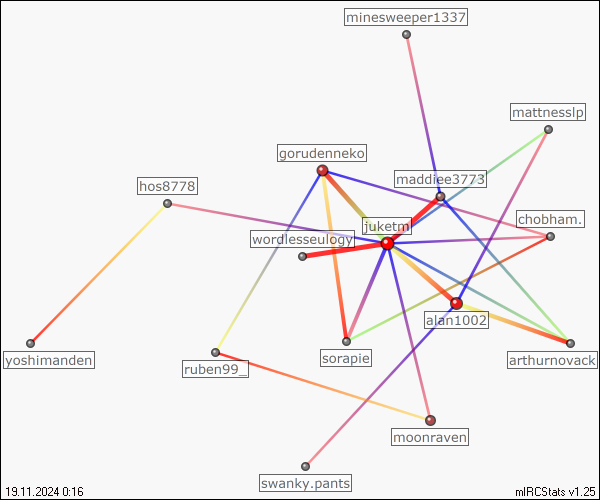 minesweeper1337
mattnesslp
gorudenneko
maddiee3773
hos8778
chobham.
juketm
wordlesseulogy
alan1002
sorapie
arthurnovack
yoshimanden
ruben99_
moonraven
swanky.pants
19.11.2024 0:16
mIRCStats v1.25